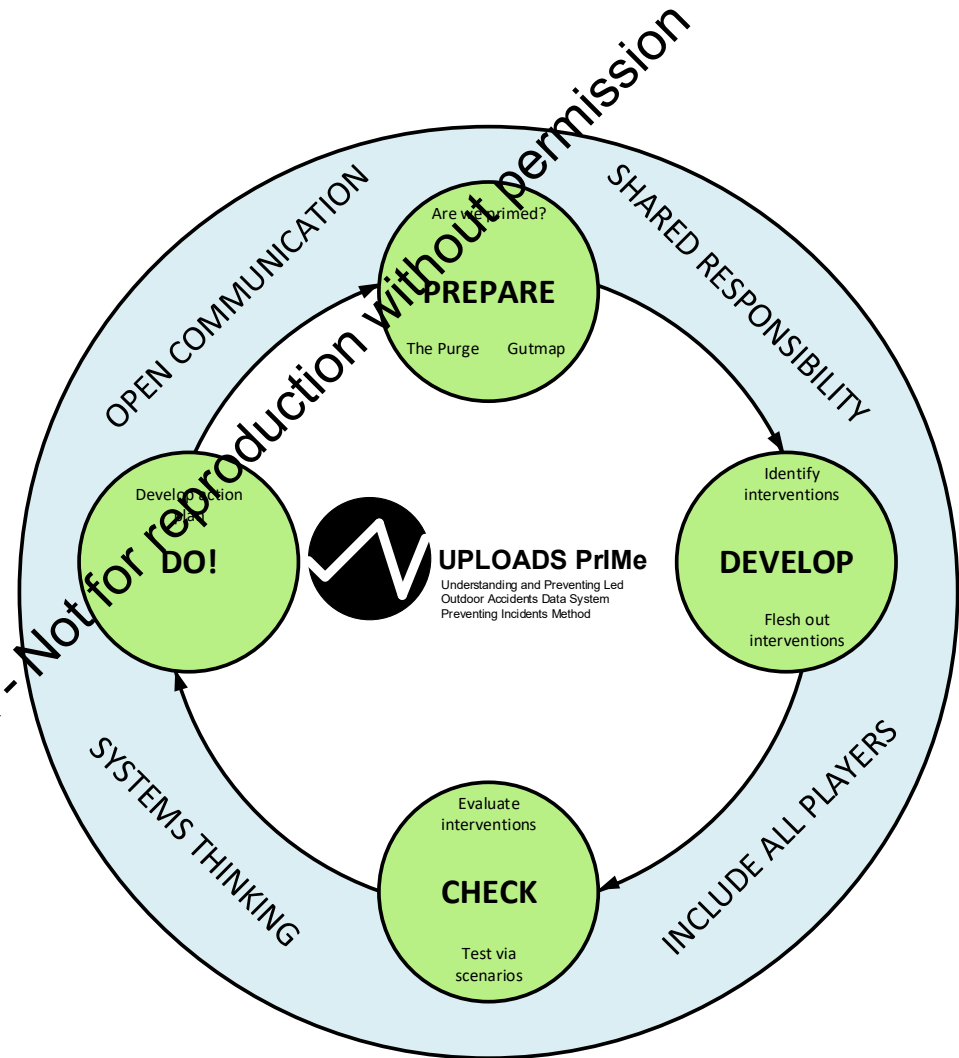 - Not for reproduction without permission
OPEN COMMUNICATION
SHARED RESPONSIBILITY
Are we primed?
PREPARE
The Purge
Gutmap
Identify
interventions
DEVELOP
Flesh out
interventions
Develop action
plan
DO!
UPLOADS PrIMe
Understanding and Preventing Led
Outdoor Accidents Data System
Preventing Incidents Method
Evaluate
interventions
CHECK
Test via
scenarios
SYSTEMS THINKING
INCLUDE ALL PLAYERS